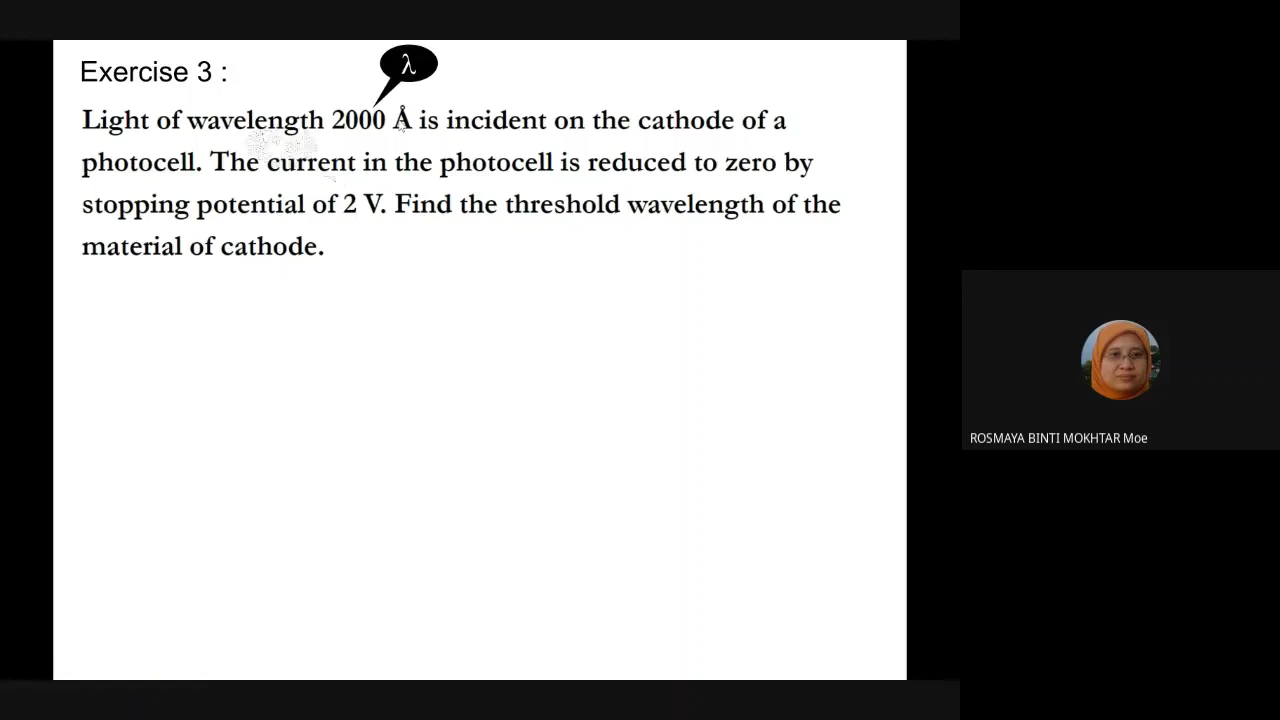 Exercise 3 :
λ
Light of wavelength 2000 Å is incident on the cathode of a
photocell. The current in the photocell is reduced to zero by
stopping potential of 2 V. Find the threshold wavelength of the
material of cathode.
ROSMAYA BINTI MOKHTAR Moe